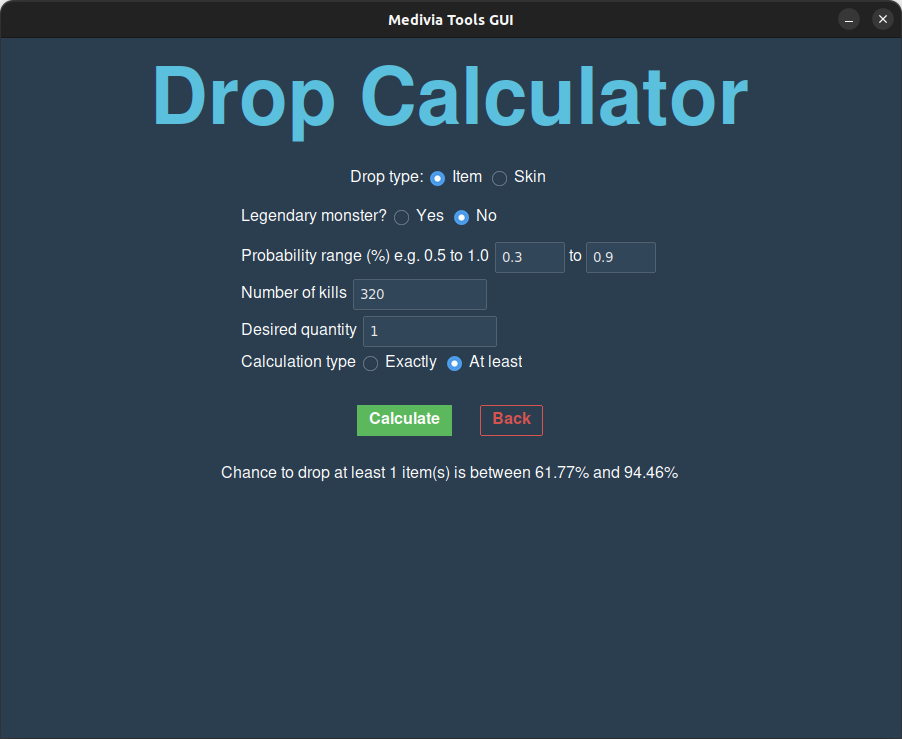 Medivia Tools GUI
Drop Calculator
Drop type: Item Skin
Legendary monster? Yes No
Probability range (%) e.g. 0.5 to 1.0 0.3 to 0.9
Number of kills 320
Desired quantity 1
Calculation type Exactly At least
Calculate Back
Chance to drop at least 1 item(s) is between 61.77% and 94.46%